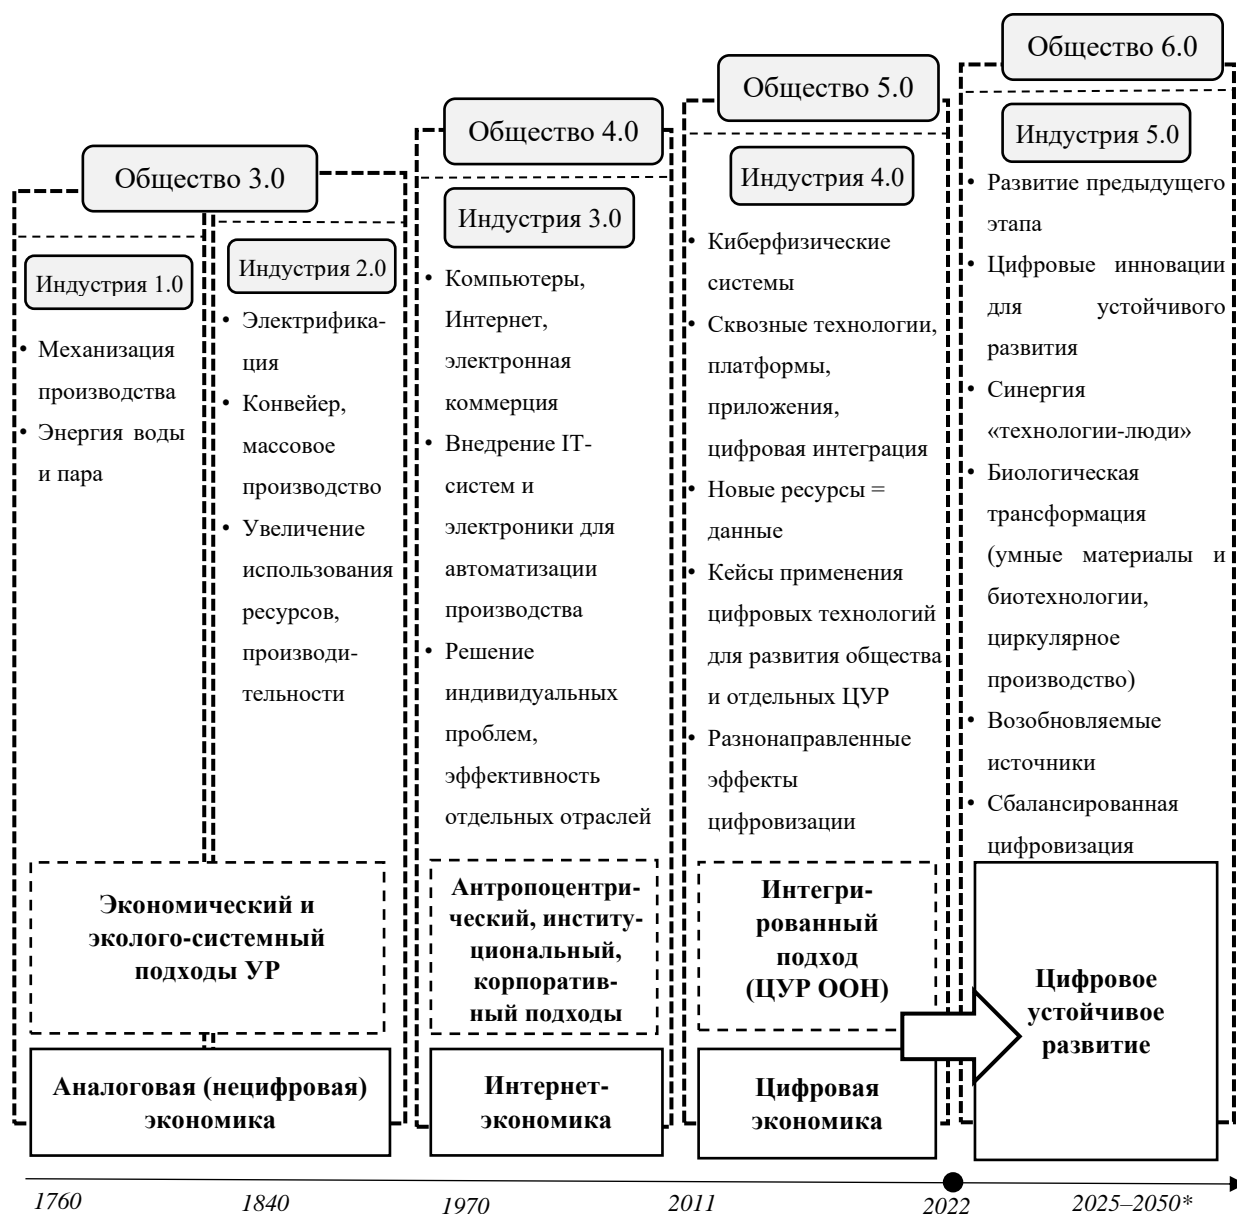 Общество 3.0
Индустрия 1.0
• Механизация
производства
• Энергия воды
и пара
Индустрия 2.0
• Электрифика-
ция
• Конвейер,
массовое
производство
• Увеличение
использования
ресурсов,
производи-
тельности
Экономический и
эколого-системный
подходы УР
Аналоговая (нецифровая)
экономика
Общество 4.0
Индустрия 3.0
• Компьютеры,
Интернет,
электронная
коммерция
• Внедрение IT-
систем и
электроники для
автоматизации
производства
• Решение
индивидуальных
проблем,
эффективность
отдельных отраслей
Антропоцентри-
ческий, институ-
циональный,
корпоратив-
ный подходы
Интернет-
экономика
Общество 5.0
Индустрия 4.0
• Киберфизические
системы
• Сквозные технологии,
платформы,
приложения,
цифровая интеграция
• Новые ресурсы =
данные
• Кейсы применения
цифровых технологий
для развития общества
и отдельных ЦУР
• Разнонаправленные
эффекты
цифровизации
Интегри-
рованный
подход
(ЦУР ООН)
Цифровая
экономика
Общество 6.0
Индустрия 5.0
• Развитие предыдущего
этапа
• Цифровые инновации
для устойчивого
развития
• Синергия
«технологии-люди»
• Биологическая
трансформация
(умные материалы и
биотехнологии,
циркулярное
производство)
• Возобновляемые
источники
• Сбалансированная
цифровизация
Цифровое
устойчивое
развитие
1760
1840
1970
2011
2022
2025–2050*